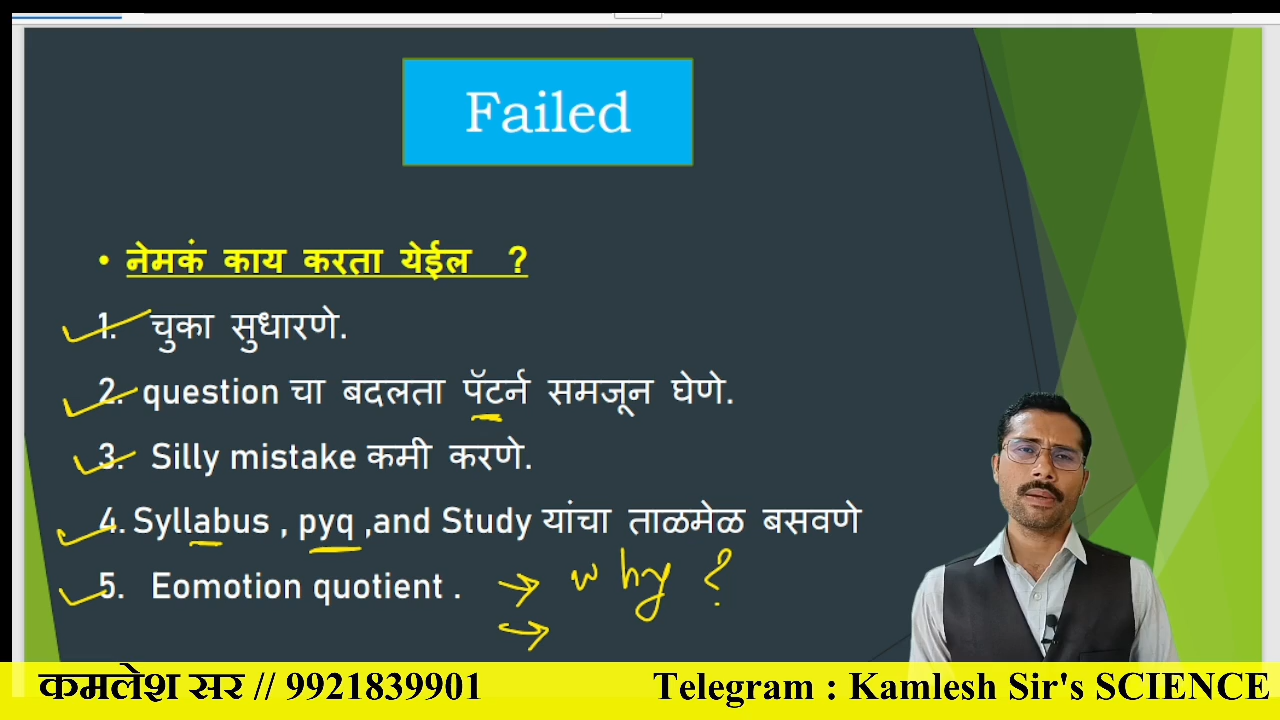 Failed
• नेमकं काय करता येईल ?
1. चुका सुधारणे.
2. question चा बदलता पॅटर्न समजून घेणे.
3. Silly mistake कमी करणे.
4. Syllabus , pyq ,and Study यांचा ताळमेळ बसवणे
5. Eomotion quotient . → why ?
→
कमलेश सर // 9921839901
Telegram : Kamlesh Sir's SCIENCE